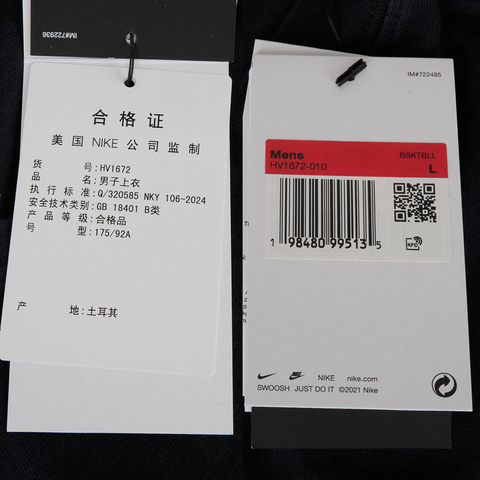 IM#722936
合格证
美国 NIKE 公司监制
货 号:HV1672
品 名:男子上衣
执行标准:Q/320585 NKY 106-2024
安全技术类别:GB 18401 B类
产品等级:合格品
号 型:175/92A
产 地:土耳其
IM#722485
Mens BSKTBLL
HV1672-010 L
1 98480 99513 5
RFID
NIKE nike.com
SWOOSH JUST DO IT ©2021 Nike